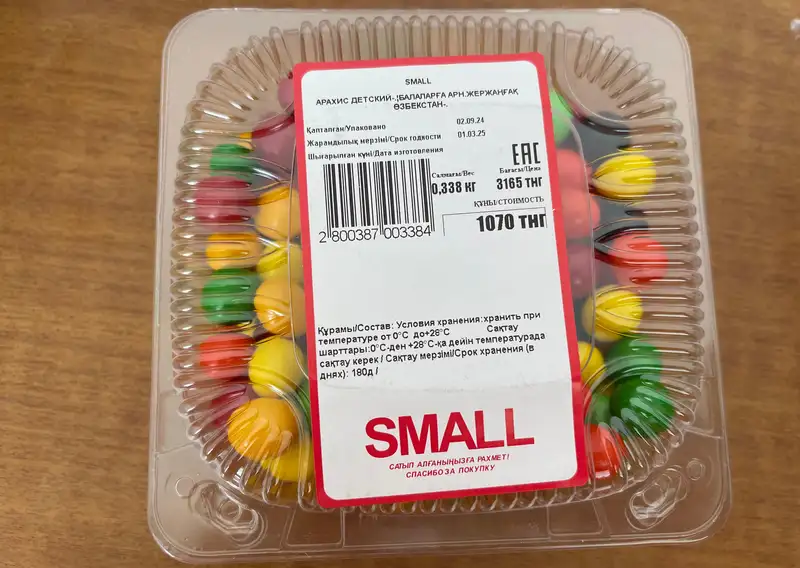 SMALL
АРАХИС ДЕТСКИЙ-,;БАЛАЛАРҒА АРН.ЖЕРЖАҢҒАҚ
ӨЗБЕКСТАН-.
Қапталған/Упаковано 02.09.24
Жарамдылық мерзімі/Срок годности 01.03.25
Шығарылған күні/Дата изготовления
EAC
Салмағы/Вес Бағасы/Цена
0,338 КГ 3165 ТНГ
ҚҰНЫ/СТОИМОСТЬ
1070 ТНГ
2 800387 003384
Құрамы/Состав: Условия хранения:хранить при
температуре от 0°С до+28°С Сақтау
шарттары:0°С-ден +28°С-қа дейін температурада
сақтау керек / Сақтау мерзімі/Срок хранения (в
днях): 180д /
SMALL
САТЫП АЛҒАНЫҢЫЗҒА РАХМЕТ!
СПАСИБО ЗА ПОКУПКУ